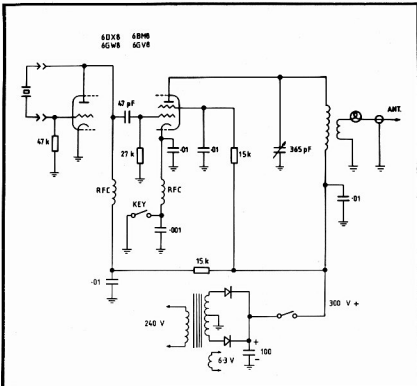 6DX8 6BM8
6GW8 6GV8
47 pF
ANT.
47 k
27 k
·01
·01
15 k
365 pF
RFC
RFC
·01
KEY
·001
15 k
·01
300 V +
240 V
+
100
-
6·3 V